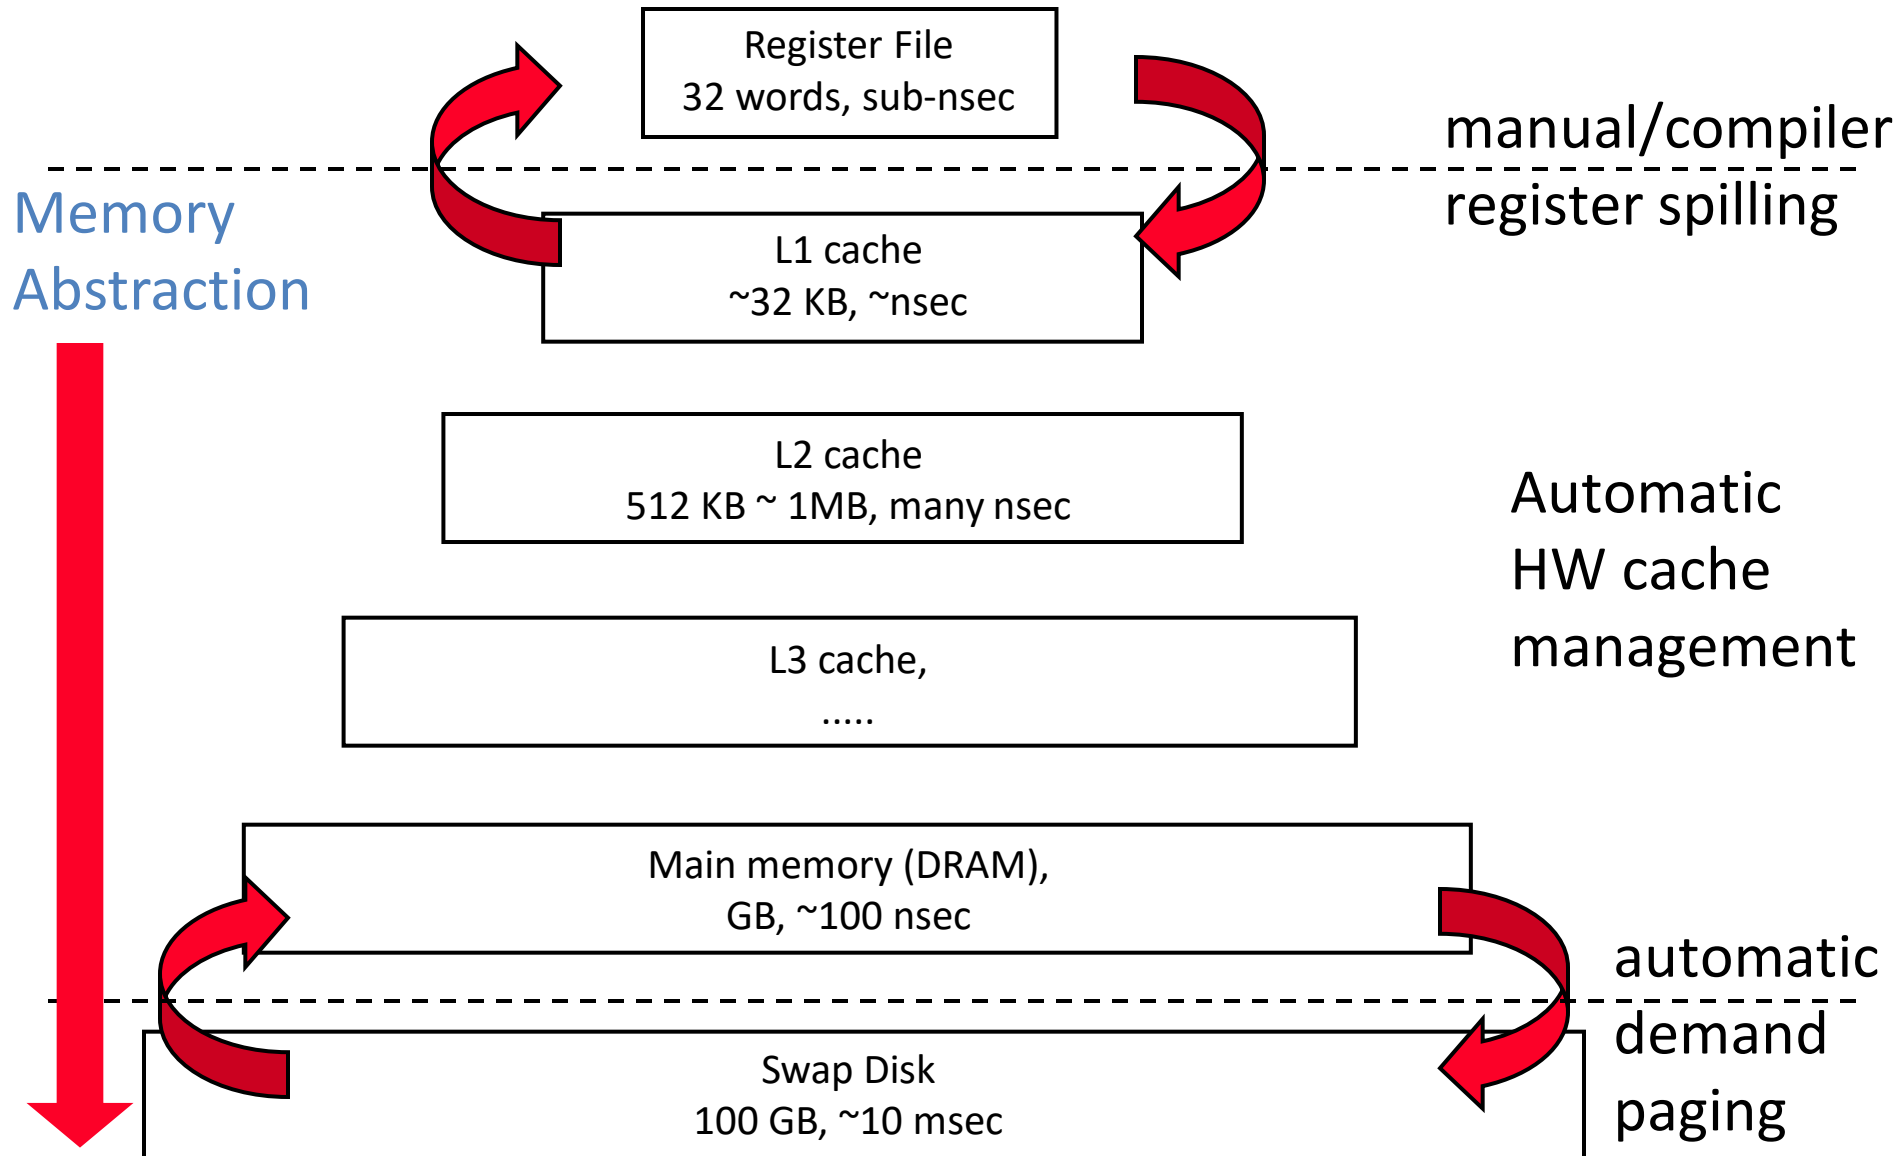 Register File
32 words, sub-nsec
manual/compiler
register spilling
Memory
Abstraction
L1 cache
~32 KB, ~nsec
L2 cache
512 KB ~ 1MB, many nsec
Automatic
HW cache
management
L3 cache,
.....
Main memory (DRAM),
GB, ~100 nsec
automatic
demand
paging
Swap Disk
100 GB, ~10 msec